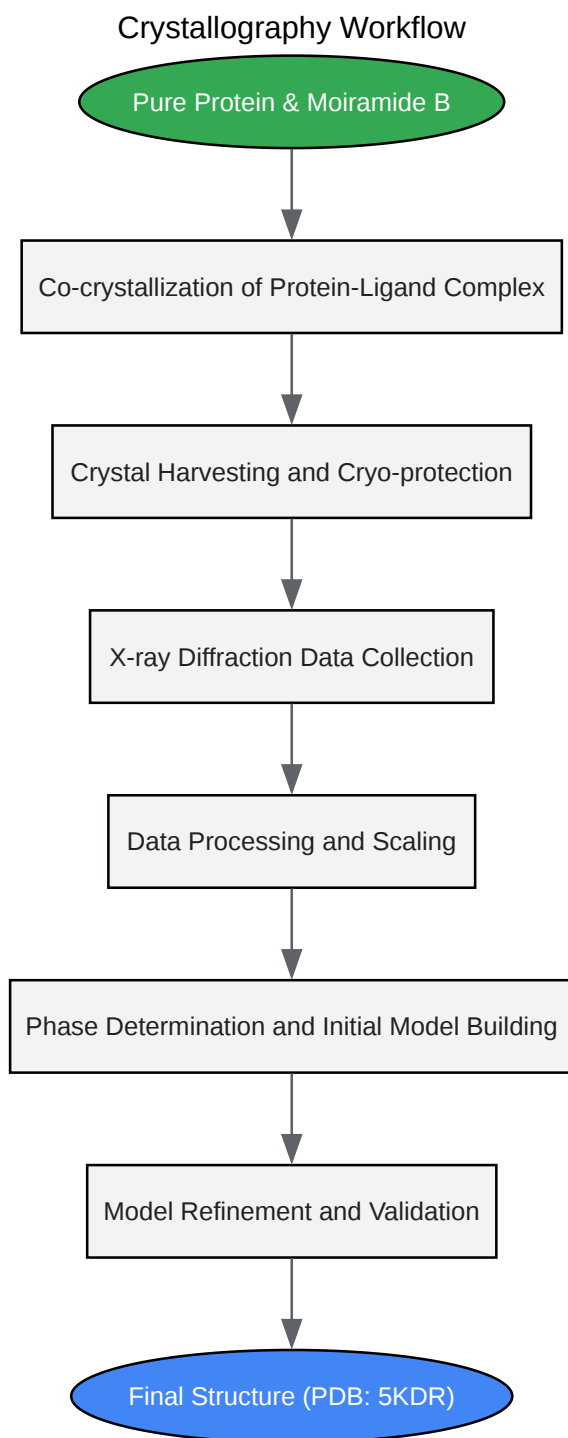 Crystallography Workflow
Pure Protein & Moiramide B
Co-crystallization of Protein-Ligand Complex
Crystal Harvesting and Cryo-protection
X-ray Diffraction Data Collection
Data Processing and Scaling
Phase Determination and Initial Model Building
Model Refinement and Validation
Final Structure (PDB: 5KDR)